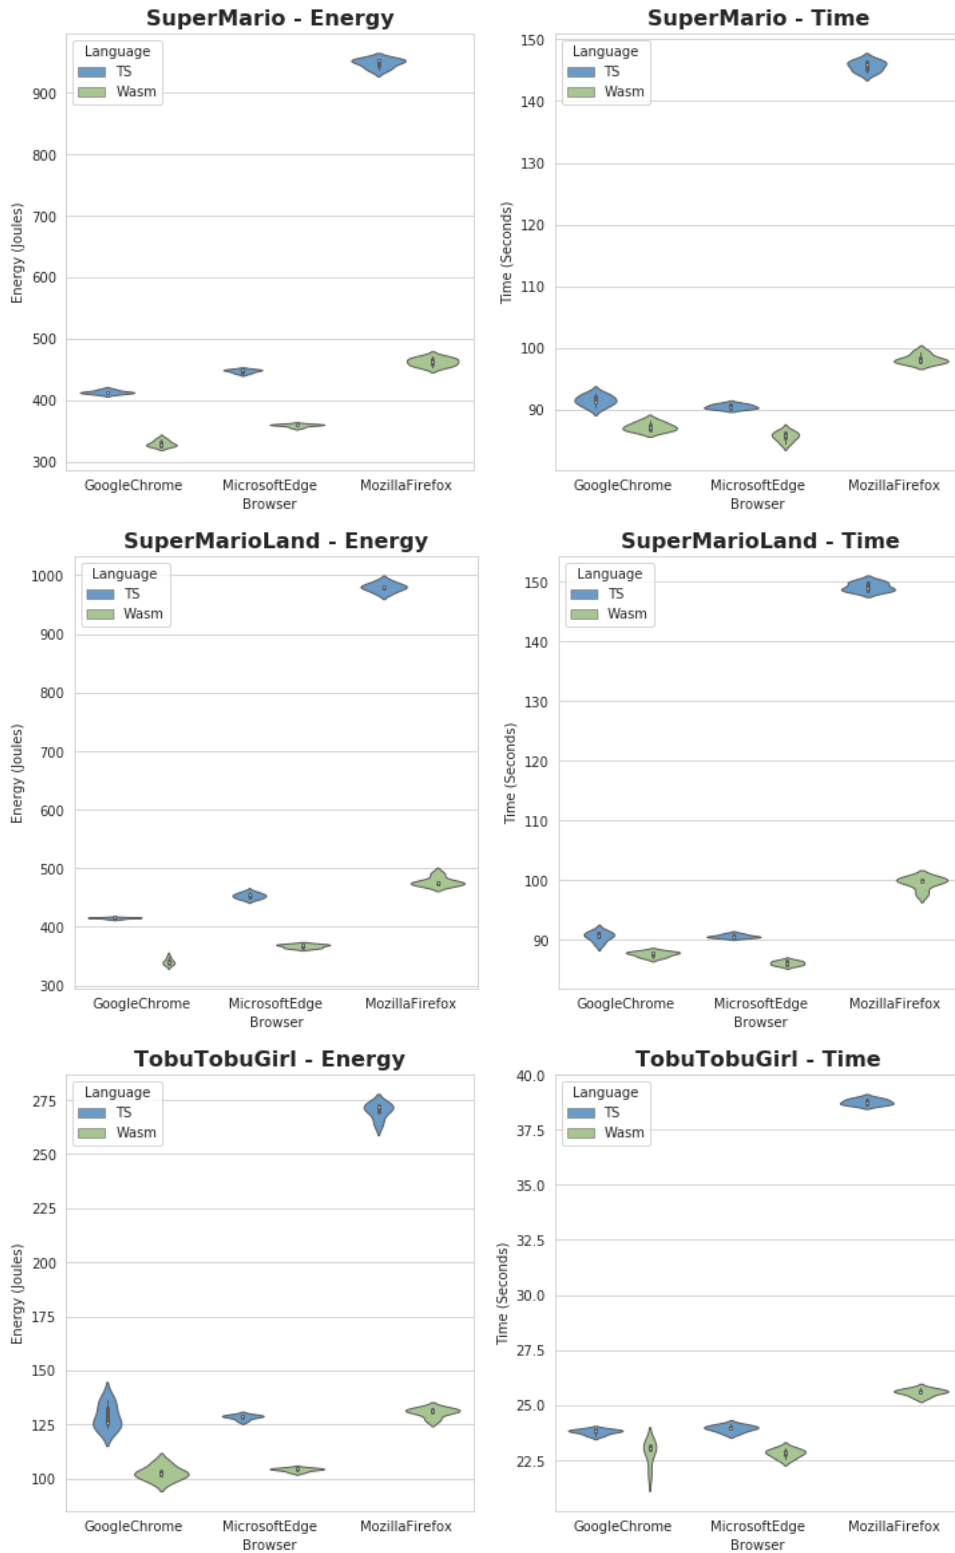 SuperMario - Energy
Language
TS
Wasm
900
800
700
600
500
400
300
Energy (Joules)
GoogleChrome MicrosoftEdge MozillaFirefox
Browser
SuperMario - Time
Language
TS
Wasm
150
140
130
120
110
100
90
Time (Seconds)
GoogleChrome MicrosoftEdge MozillaFirefox
Browser
SuperMarioLand - Energy
Language
TS
Wasm
1000
900
800
700
600
500
400
300
Energy (Joules)
GoogleChrome MicrosoftEdge MozillaFirefox
Browser
SuperMarioLand - Time
Language
TS
Wasm
150
140
130
120
110
100
90
Time (Seconds)
GoogleChrome MicrosoftEdge MozillaFirefox
Browser
TobuTobuGirl - Energy
Language
TS
Wasm
275
250
225
200
175
150
125
100
Energy (Joules)
GoogleChrome MicrosoftEdge MozillaFirefox
Browser
TobuTobuGirl - Time
Language
TS
Wasm
40.0
37.5
35.0
32.5
30.0
27.5
25.0
22.5
Time (Seconds)
GoogleChrome MicrosoftEdge MozillaFirefox
Browser